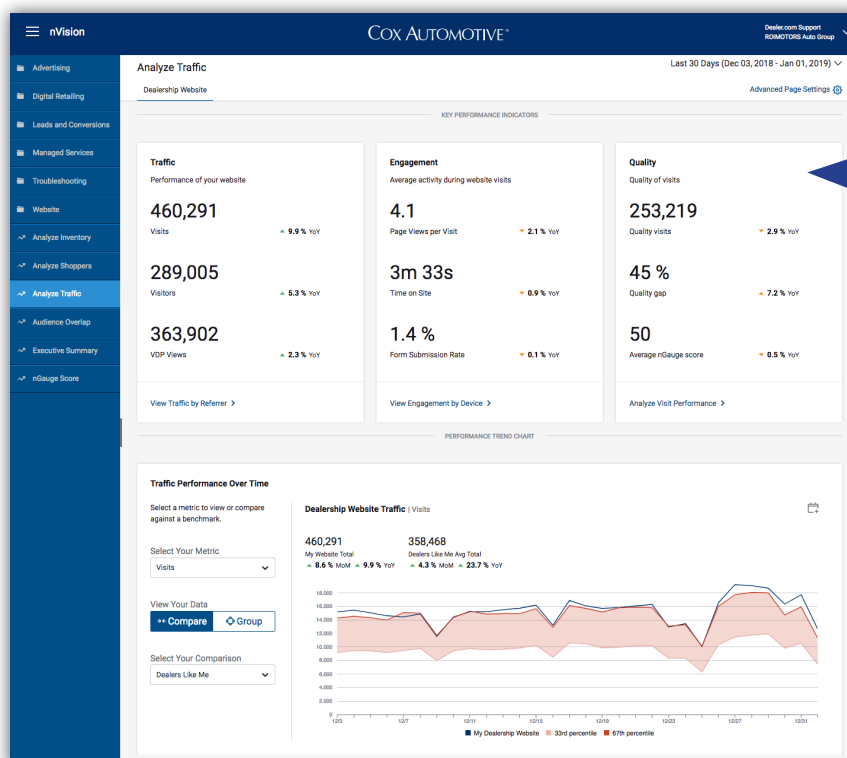 nVision
COX AUTOMOTIVE™
Dealer.com Support
ROIMOTORS Auto Group
Advertising
Digital Retailing
Leads and Conversions
Managed Services
Troubleshooting
Website
Analyze Inventory
Analyze Shoppers
Analyze Traffic
Audience Overlap
Executive Summary
nGauge Score
Analyze Traffic
Last 30 Days (Dec 03, 2018 - Jan 01, 2019)
Dealership Website
Advanced Page Settings
KEY PERFORMANCE INDICATORS
Traffic
Performance of your website
460,291
Visits
▲ 9.9 % YoY
289,005
Visitors
▲ 5.3 % YoY
363,902
VDP Views
▲ 2.3 % YoY
View Traffic by Referrer >
Engagement
Average activity during website visits
4.1
Page Views per Visit
▼ 2.1 % YoY
3m 33s
Time on Site
▼ 0.9 % YoY
1.4 %
Form Submission Rate
▼ 0.1 % YoY
View Engagement by Device >
Quality
Quality of visits
253,219
Quality visits
▼ 2.9 % YoY
45 %
Quality gap
▲ 7.2 % YoY
50
Average nGauge score
▼ 0.5 % YoY
Analyze Visit Performance >
PERFORMANCE TREND CHART
Traffic Performance Over Time
Select a metric to view or compare
against a benchmark.
Select Your Metric
Visits
View Your Data
Compare
Group
Select Your Comparison
Dealers Like Me
Dealership Website Traffic | Visits
460,291
My Website Total
▲ 8.6 % MoM ▲ 9.9 % YoY
358,468
Dealers Like Me Avg Total
▲ 4.3 % MoM ▲ 23.7 % YoY
18,000
16,000
14,000
12,000
10,000
8,000
6,000
4,000
2,000
0
12/3 12/7 12/11 12/15 12/19 12/23 12/27 12/31
My Dealership Website 33rd percentile 67th percentile